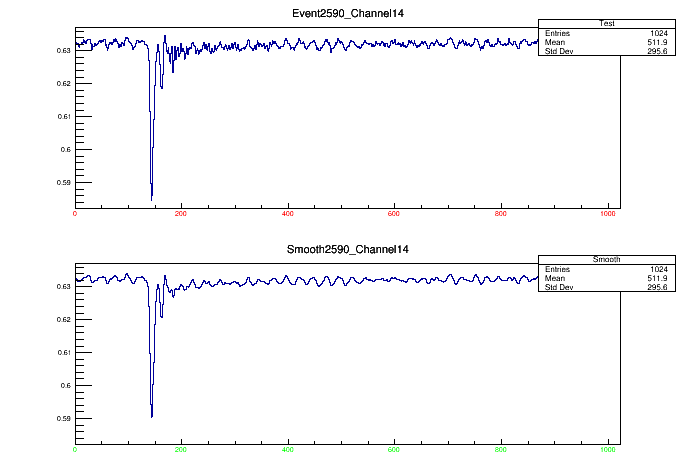 Event2590_Channel14
Test
Entries 1024
Mean 511.9
Std Dev 295.6
0.63
0.62
0.61
0.6
0.59
0 200 400 600 800 1000
Smooth2590_Channel14
Smooth
Entries 1024
Mean 511.9
Std Dev 295.6
0.63
0.62
0.61
0.6
0.59
0 200 400 600 800 1000